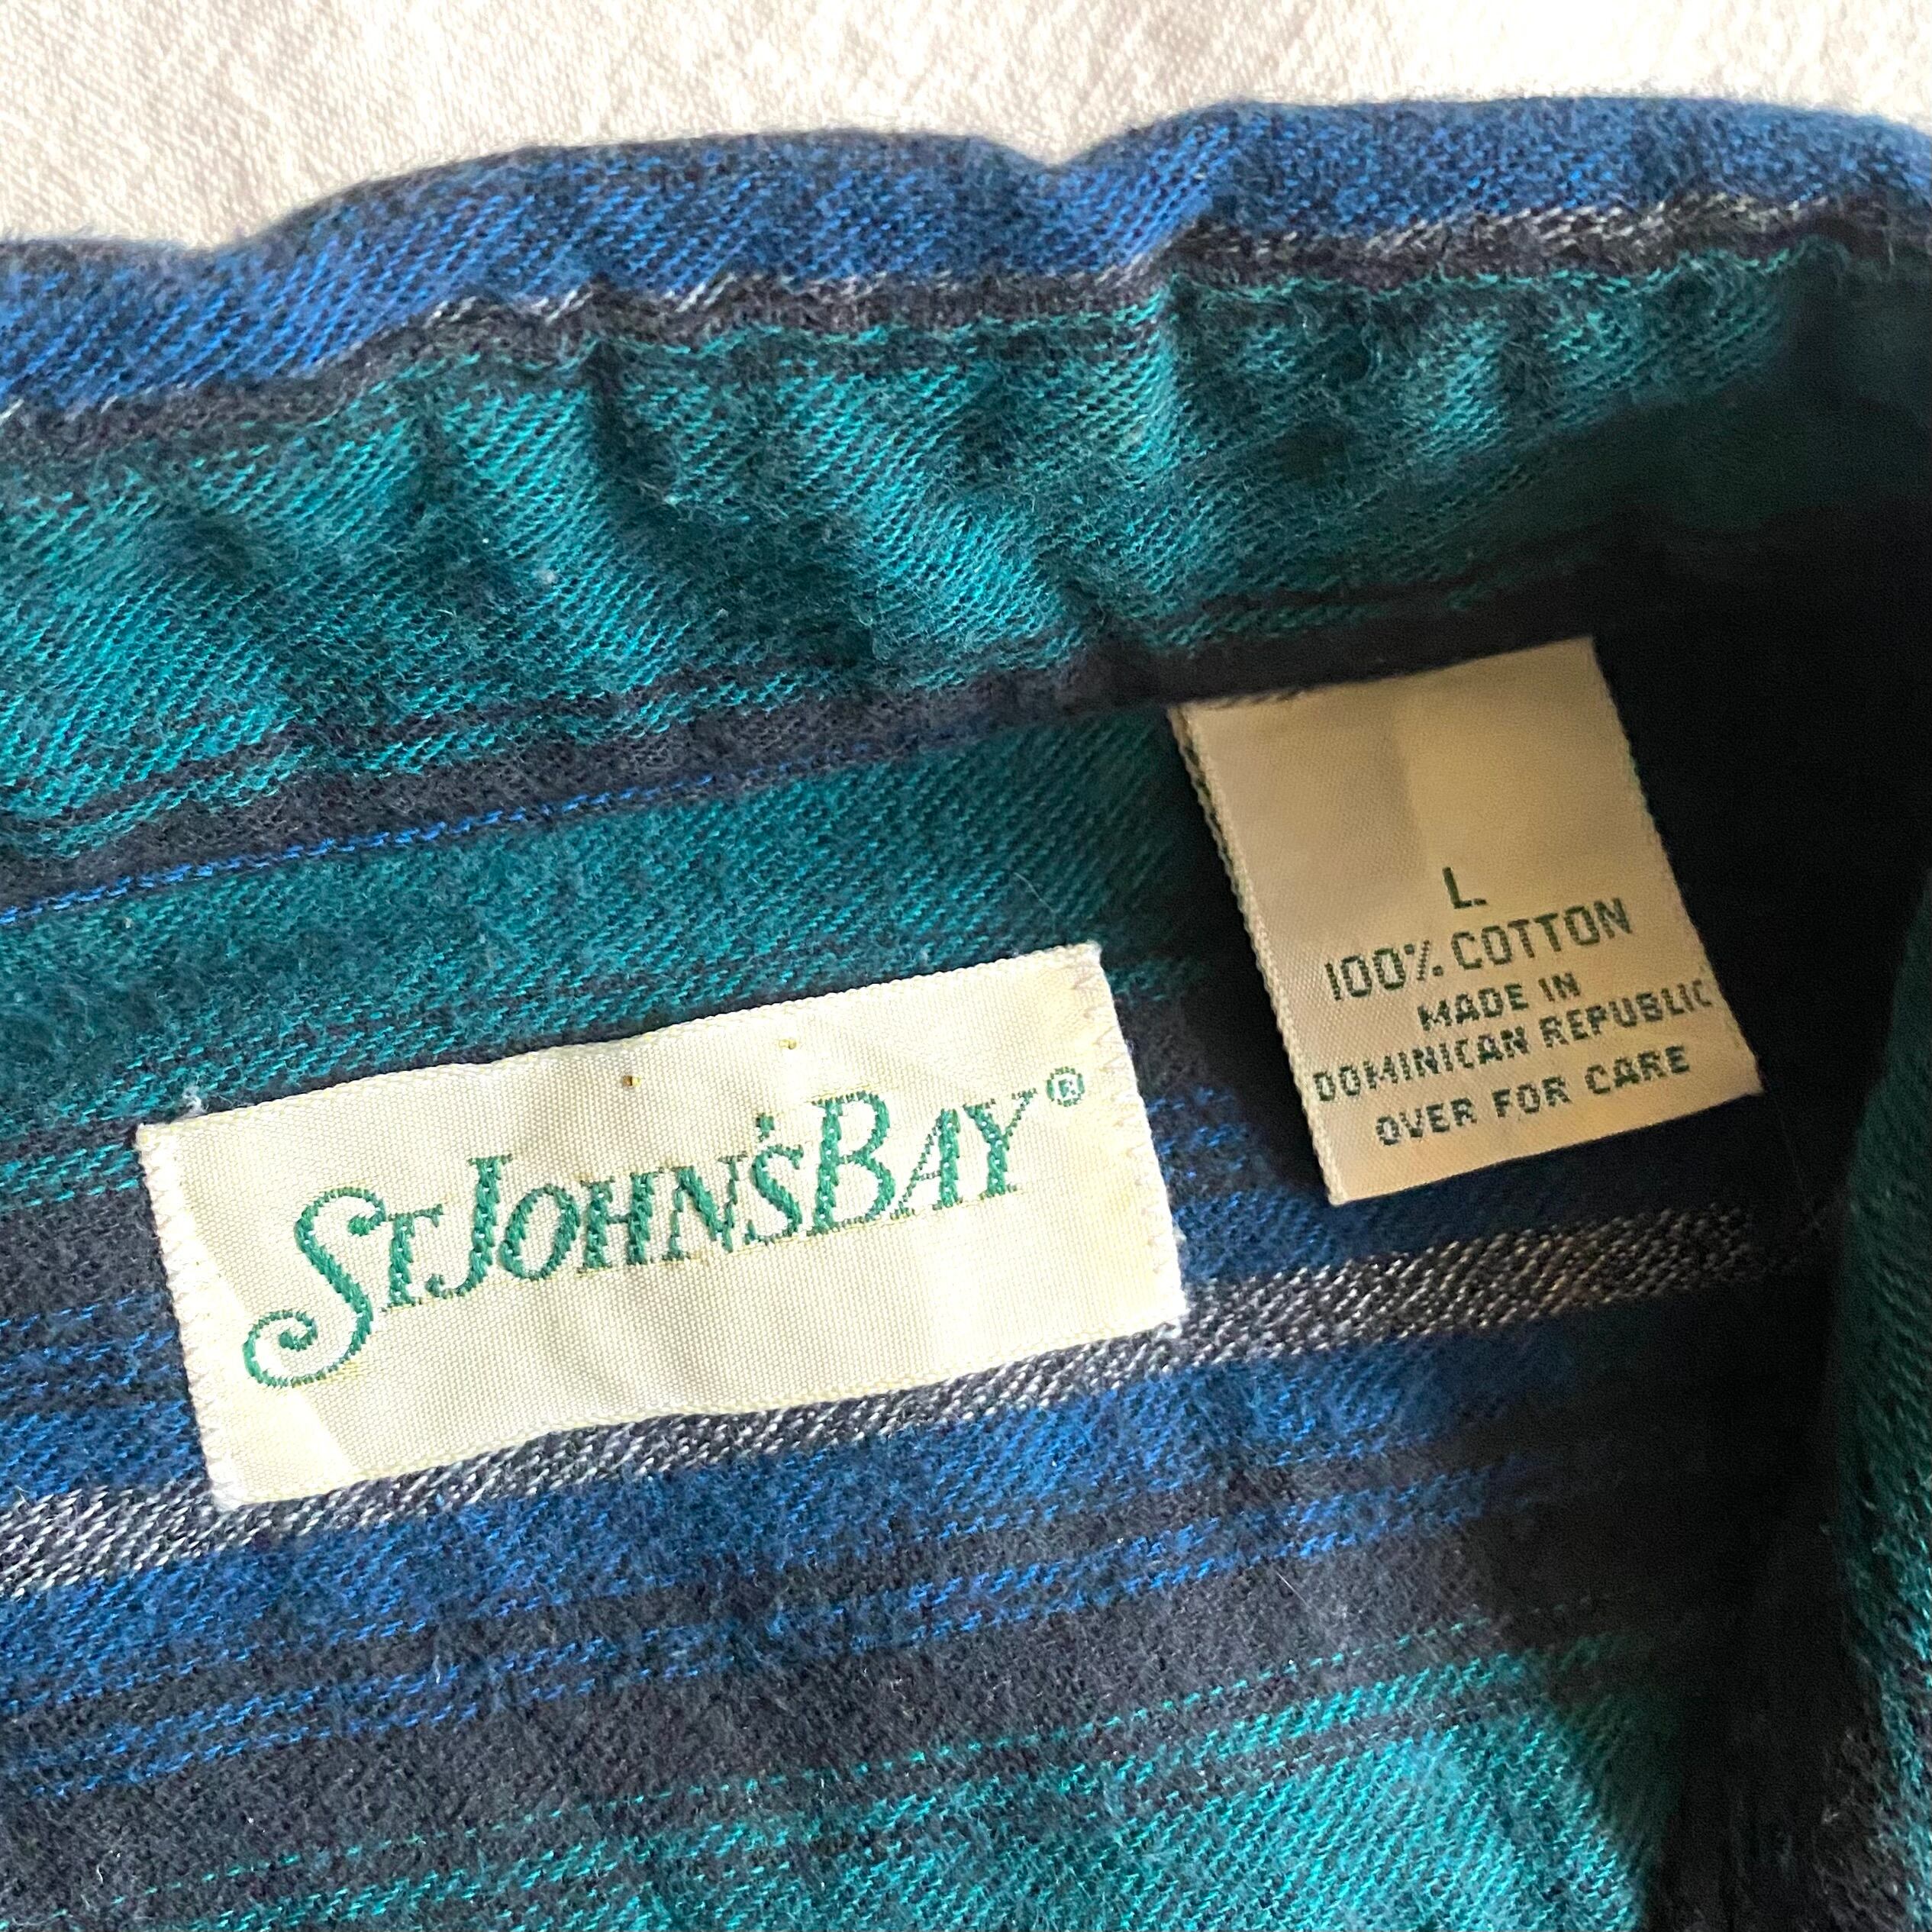 St. John's Bay®
L
100% COTTON
MADE IN
DOMINICAN REPUBLIC
OVER FOR CARE